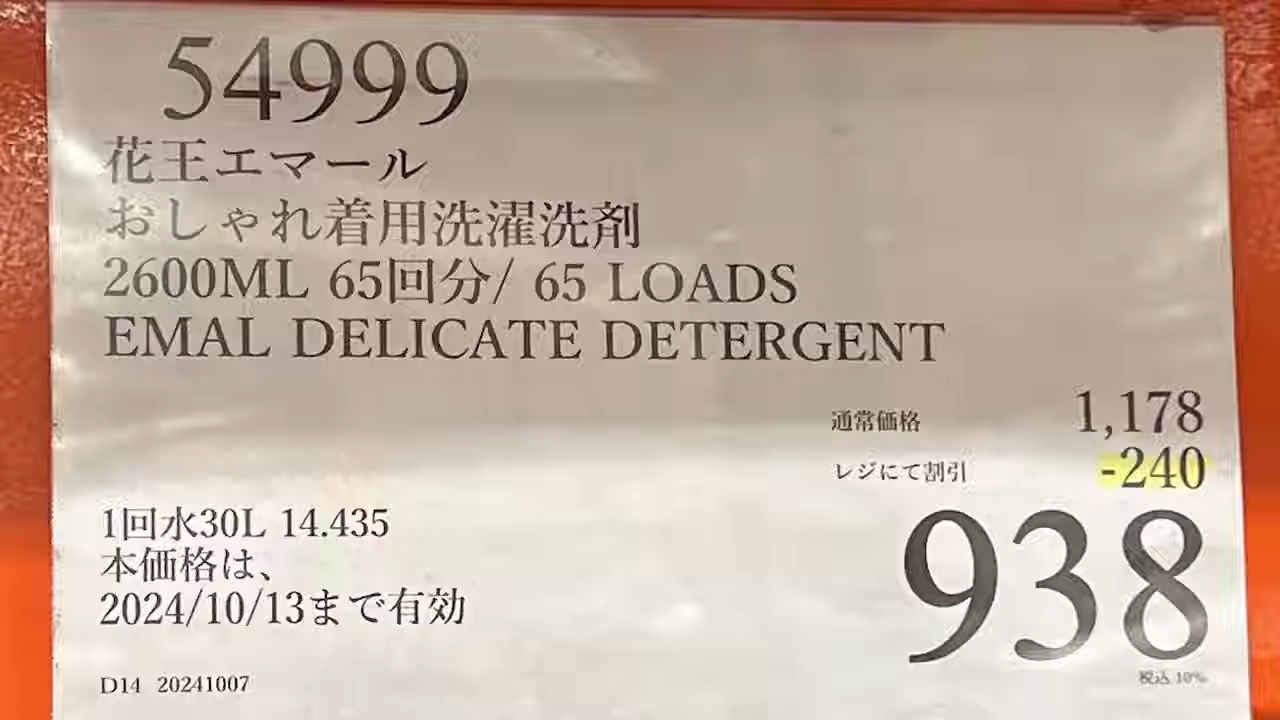 54999
花王エマール
おしゃれ着用洗濯洗剤
2600ML 65回分/ 65 LOADS
EMAL DELICATE DETERGENT
通常価格 1,178
レジにて割引 -240
938
税込 10%
1回水30L 14.435
本価格は、
2024/10/13まで有効
D14 20241007